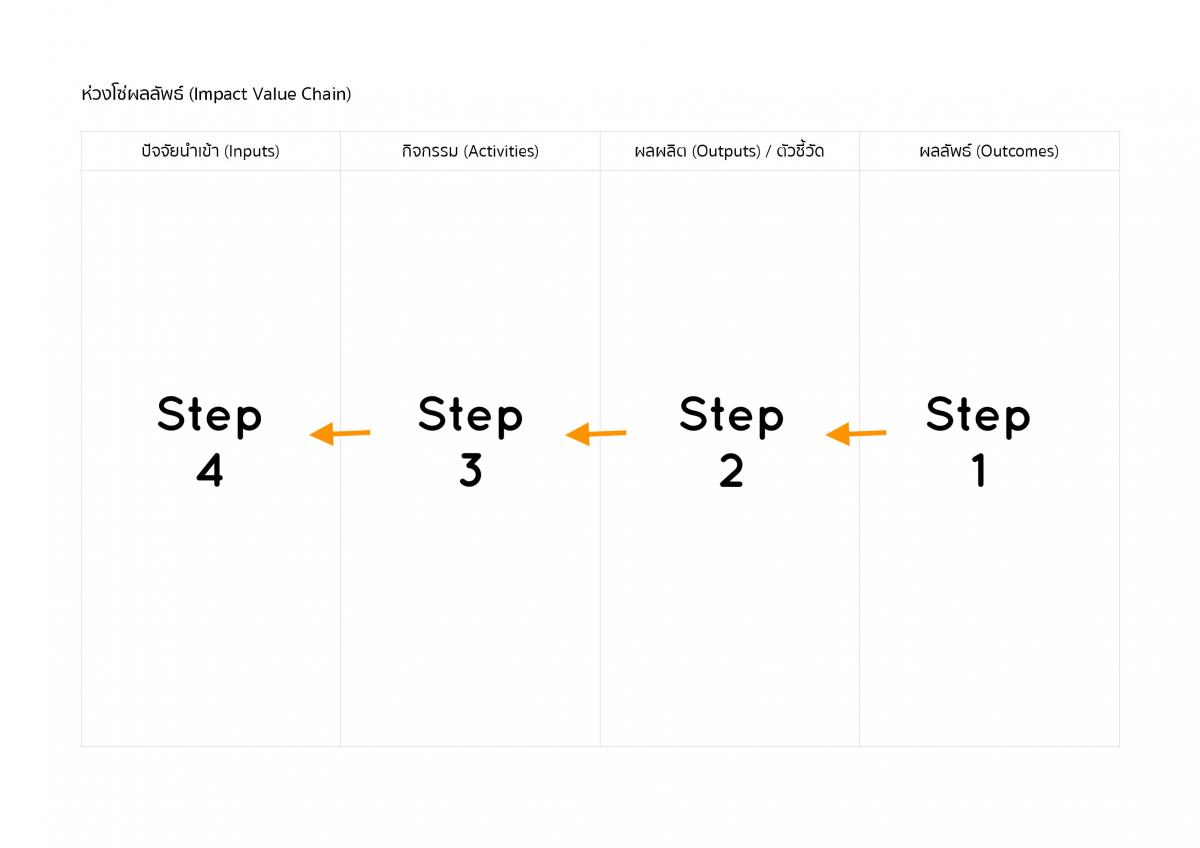 ห่วงโซ่ผลลัพธ์ (Impact Value Chain)
ปัจจัยนำเข้า (Inputs)
กิจกรรม (Activities)
ผลผลิต (Outputs) / ตัวชี้วัด
ผลลัพธ์ (Outcomes)
Step
4
Step
3
Step
2
Step
1